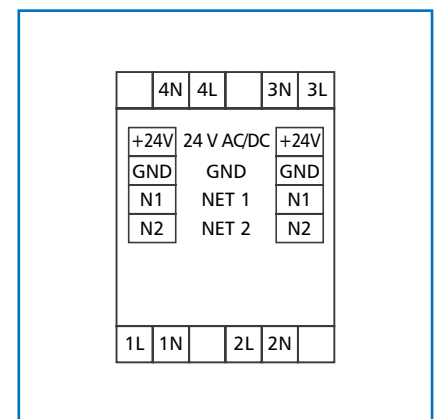 4N 4L 3N 3L
+24V 24 V AC/DC +24V
GND GND GND
N1 NET 1 N1
N2 NET 2 N2
1L 1N 2L 2N